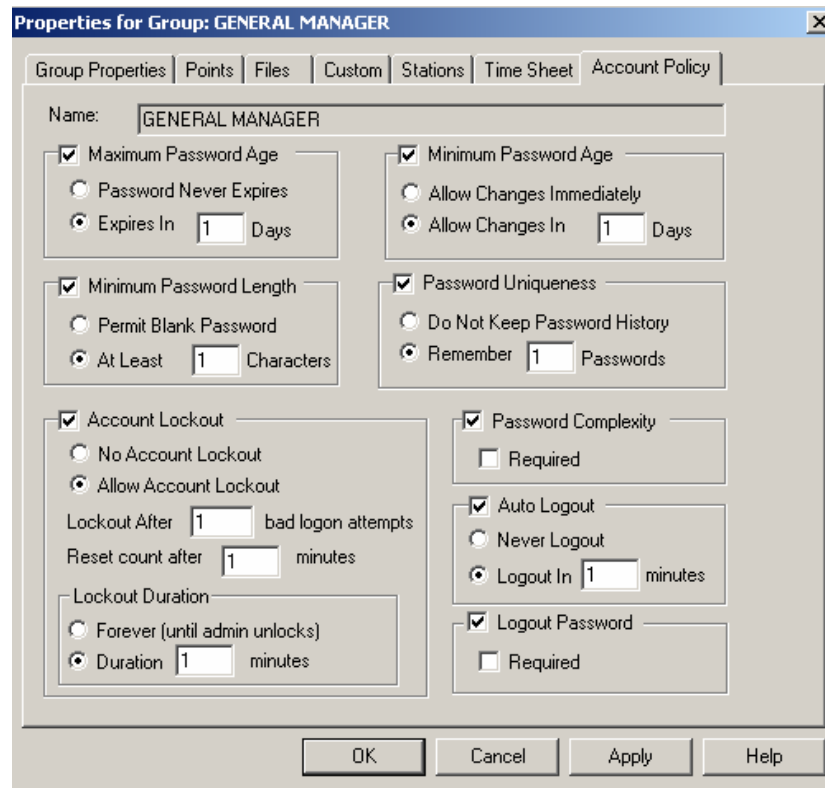 Properties for Group: GENERAL MANAGER
Group Properties Points Files Custom Stations Time Sheet Account Policy
Name: GENERAL MANAGER
Maximum Password Age
Password Never Expires
Expires In 1 Days
Minimum Password Age
Allow Changes Immediately
Allow Changes In 1 Days
Minimum Password Length
Permit Blank Password
At Least 1 Characters
Password Uniqueness
Do Not Keep Password History
Remember 1 Passwords
Account Lockout
No Account Lockout
Allow Account Lockout
Lockout After 1 bad logon attempts
Reset count after 1 minutes
Lockout Duration
Forever (until admin unlocks)
Duration 1 minutes
Password Complexity
Required
Auto Logout
Never Logout
Logout In 1 minutes
Logout Password
Required
OK Cancel Apply Help